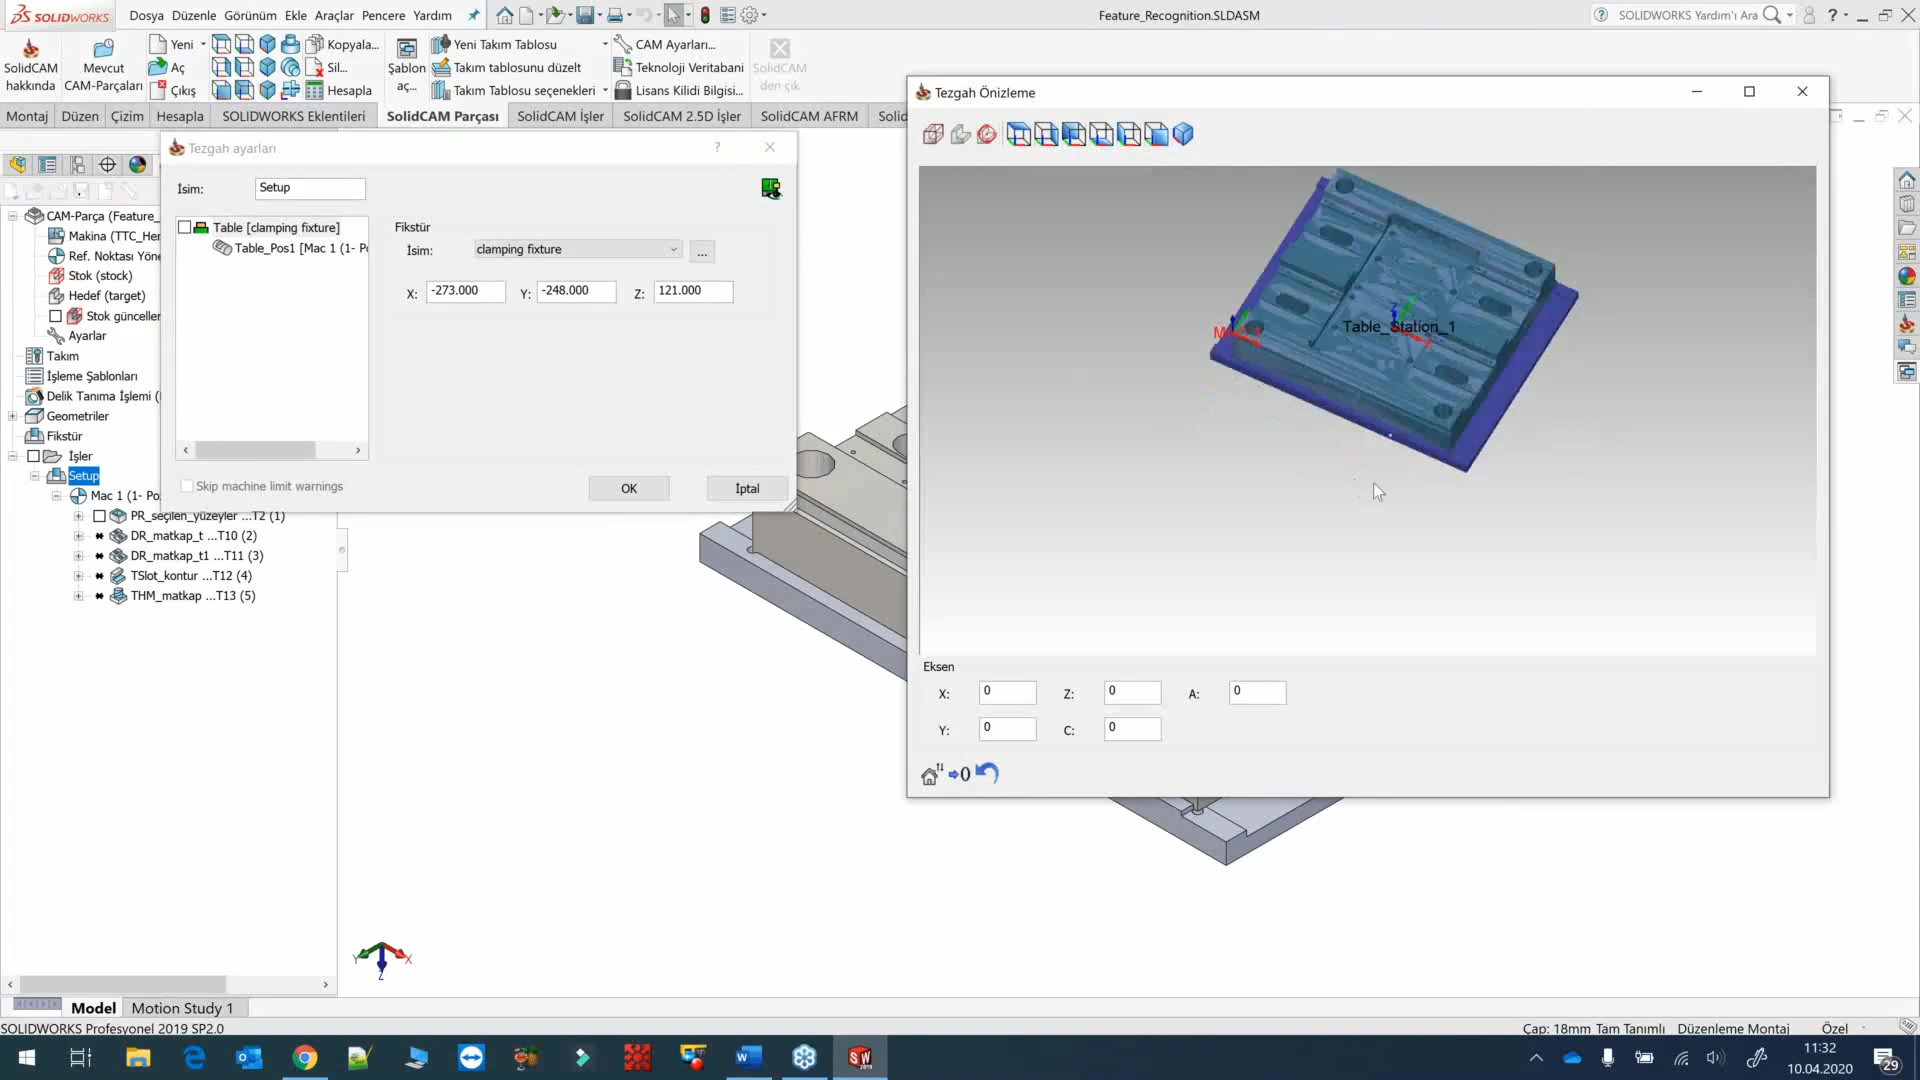 SOLIDWORKS
Dosya Düzenle Görünüm Ekle Araçlar Pencere Yardım
Feature_Recognition.SLDASM
SOLIDWORKS Yardım'ı Ara
SolidCAM hakkında
Mevcut CAM-Parçaları
Yeni
Aç
Çıkış
Kopyala...
Sil...
Hesapla
Şablon aç...
Yeni Takım Tablosu
Takım tablosunu düzelt
Takım Tablosu seçenekleri
CAM Ayarları...
Teknoloji Veritabani
Lisans Kilidi Bilgisi...
SolidCAM den çık
Montaj Düzen Çizim Hesapla SOLIDWORKS Eklentileri SolidCAM Parçası SolidCAM İşler SolidCAM 2.5D İşler SolidCAM AFRM Solid
CAM-Parça (Feature_
Makina (TTC_Her
Ref. Noktası Yöne
Stok (stock)
Hedef (target)
Stok günceller
Ayarlar
Takım
İşleme Şablonları
Delik Tanıma İşlemi (
Geometriler
Fikstür
İşler
Setup
Mac 1 (1- Po
PR_seçilen_yüzeyler ...T2 (1)
DR_matkap_t ...T10 (2)
DR_matkap_t1 ...T11 (3)
TSlot_kontur ...T12 (4)
THM_matkap ...T13 (5)
Tezgah ayarları
İsim: Setup
Table [clamping fixture]
Table_Pos1 [Mac 1 (1- P
Fikstür
İsim: clamping fixture ...
X: -273.000 Y: -248.000 Z: 121.000
Skip machine limit warnings
OK İptal
Tezgah Önizleme
Table_Station_1
Z
X
Eksen
X: 0 Z: 0 A: 0
Y: 0 C: 0
0
Y X
Z
Model Motion Study 1
SOLIDWORKS Profesyonel 2019 SP2.0
Çap: 18mm Tam Tanımlı Düzenleme Montaj Özel
11:32
10.04.2020
29